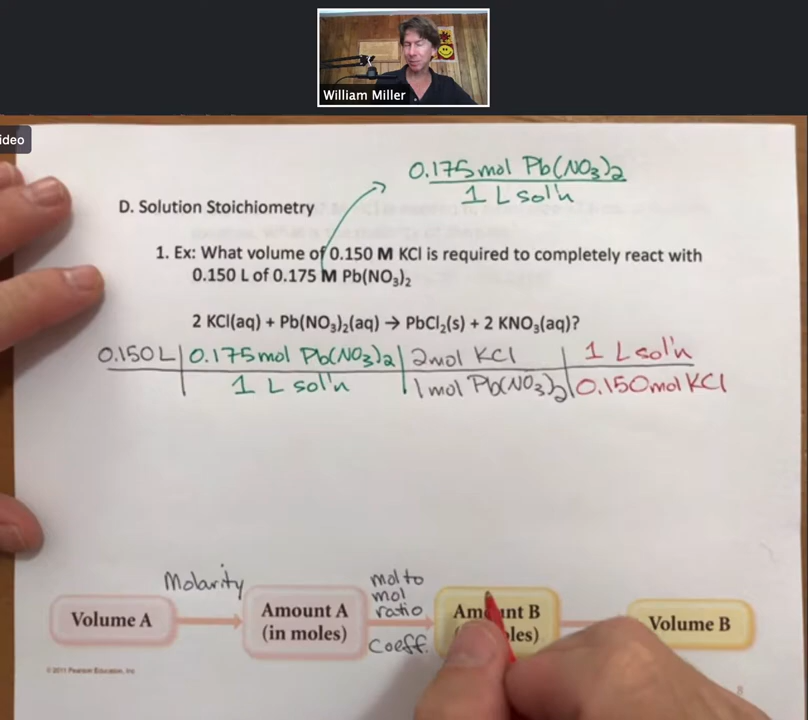 William Miller
ideo
0.175 mol Pb(NO₃)₂
1 L sol'n
D. Solution Stoichiometry
1. Ex: What volume of 0.150 M KCl is required to completely react with
0.150 L of 0.175 M Pb(NO₃)₂
2 KCl(aq) + Pb(NO₃)₂(aq) → PbCl₂(s) + 2 KNO₃(aq)?
0.150 L | 0.175 mol Pb(NO₃)₂ | 2 mol KCl | 1 L sol'n
1 L sol'n | 1 mol Pb(NO₃)₂ | 0.150 mol KCl
Molarity
mol to
mol
ratio
Coeff.
Volume A
Amount A
(in moles)
Amount B
Volume B
© 2011 Pearson Education, Inc
8